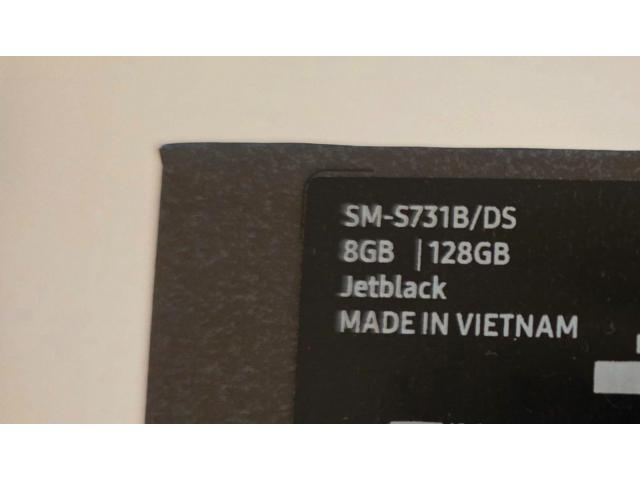 SM-S731B/DS
8GB | 128GB
Jetblack
MADE IN VIETNAM